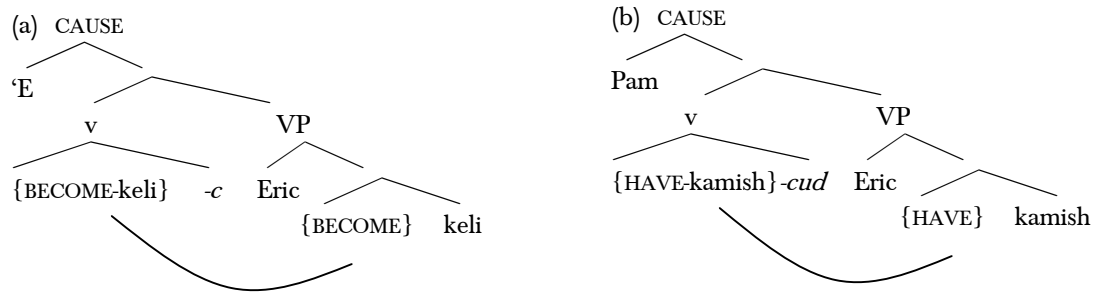 (a) CAUSE
‘E
v VP
{BECOME-keli} -c Eric
{BECOME} keli
(b) CAUSE
Pam
v VP
{HAVE-kamish} -cud Eric
{HAVE} kamish